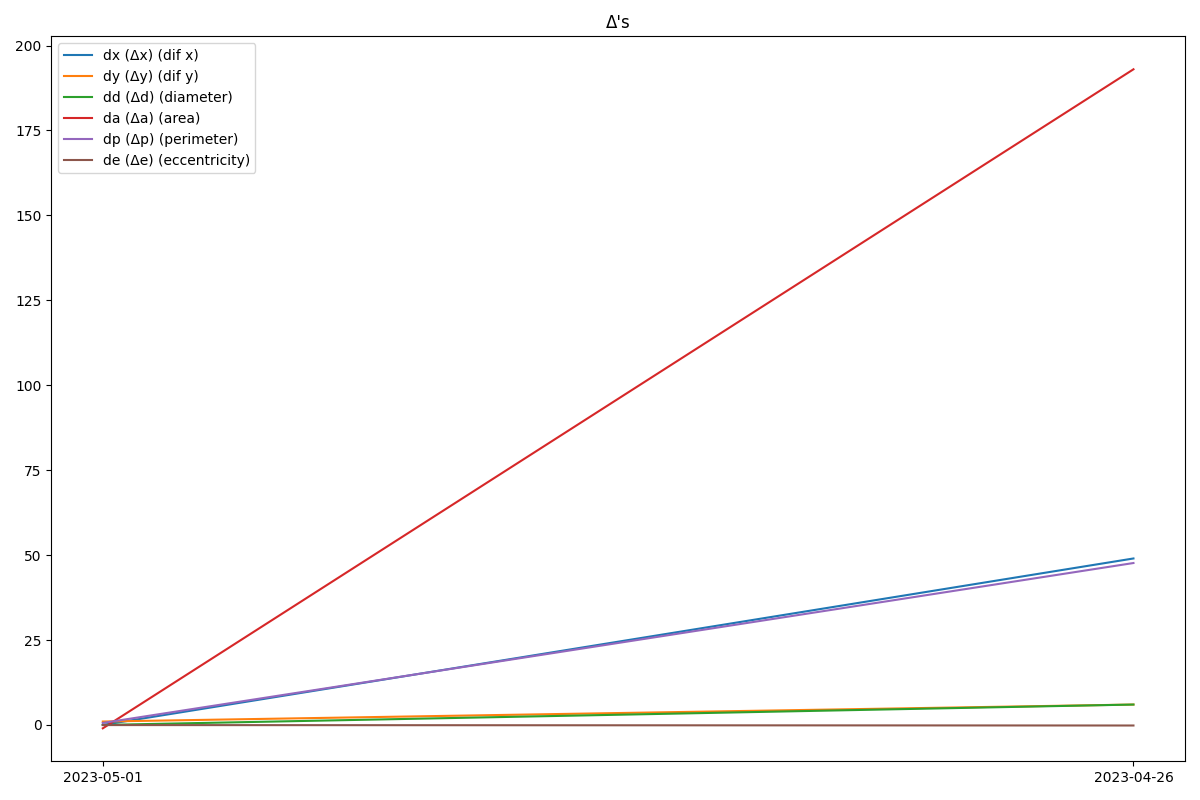 Δ's
dx (Δx) (dif x)
dy (Δy) (dif y)
dd (Δd) (diameter)
da (Δa) (area)
dp (Δp) (perimeter)
de (Δe) (eccentricity)
200
175
150
125
100
75
50
25
0
2023-05-01 2023-04-26